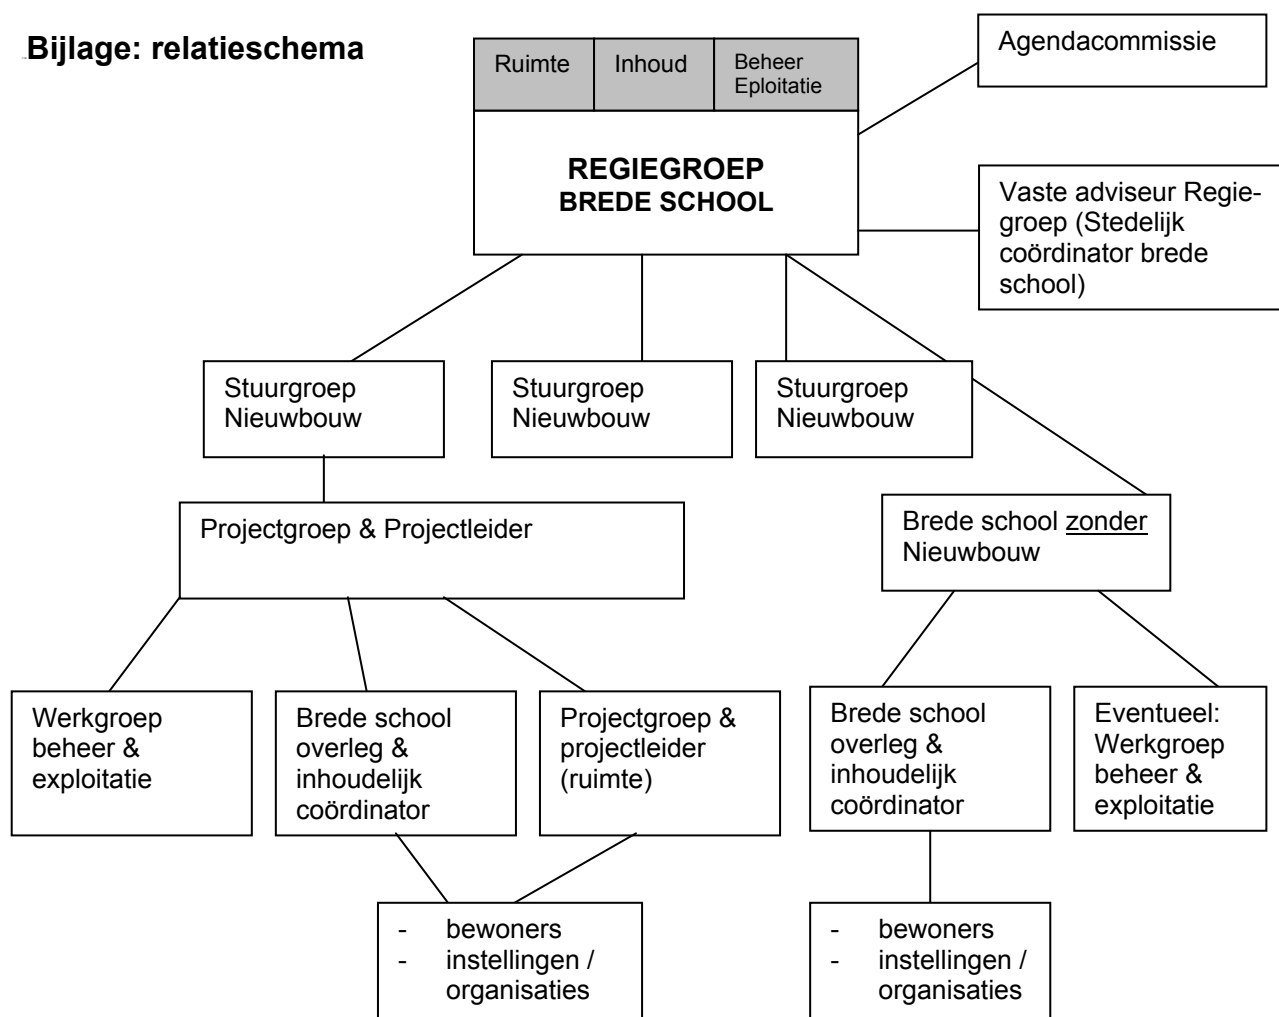 Bijlage: relatieschema
Ruimte
Inhoud
Beheer
Eploitatie
Agendacommissie
REGIEGROEP
BREDE SCHOOL
Vaste adviseur Regie-
groep (Stedelijk
coördinator brede
school)
Stuurgroep
Nieuwbouw
Stuurgroep
Nieuwbouw
Stuurgroep
Nieuwbouw
Projectgroep & Projectleider
Brede school zonder
Nieuwbouw
Werkgroep
beheer &
exploitatie
Brede school
overleg &
inhoudelijk
coördinator
Projectgroep &
projectleider
(ruimte)
Brede school
overleg &
inhoudelijk
coördinator
Eventueel:
Werkgroep
beheer &
exploitatie
- bewoners
- instellingen /
organisaties
- bewoners
- instellingen /
organisaties